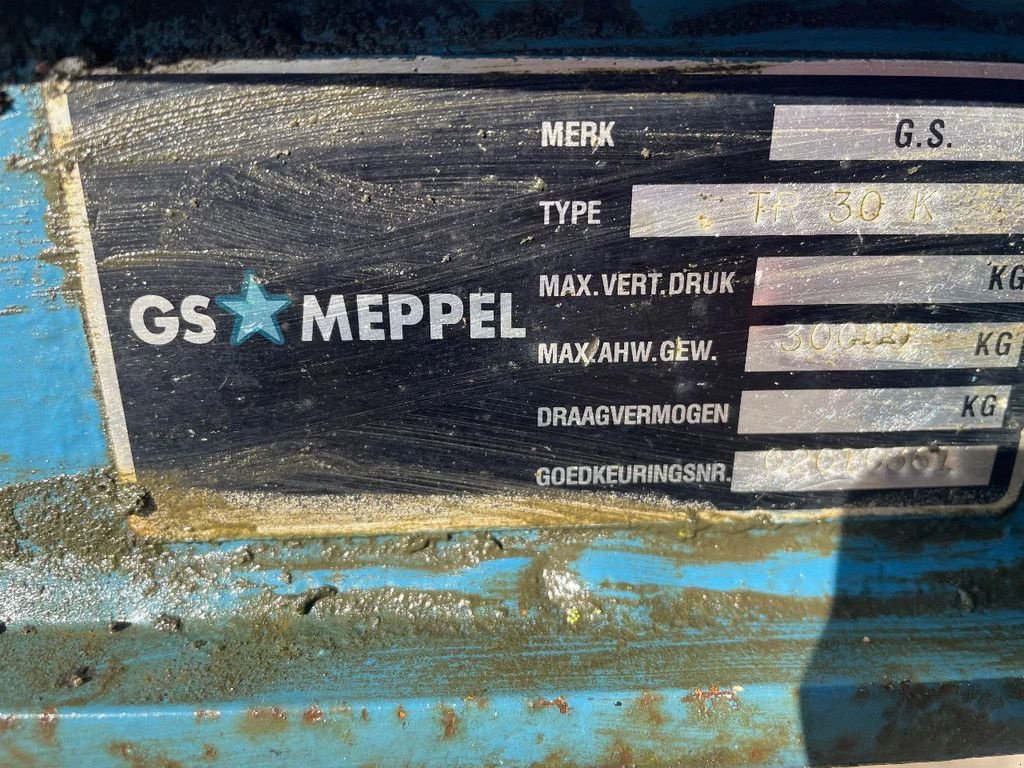 MERK G.S.
TYPE TR 30 K
GS MEPPEL
MAX.VERT.DRUK KG
MAX.AHW.GEW. KG
DRAAGVERMOGEN KG
GOEDKEURINGSNR.